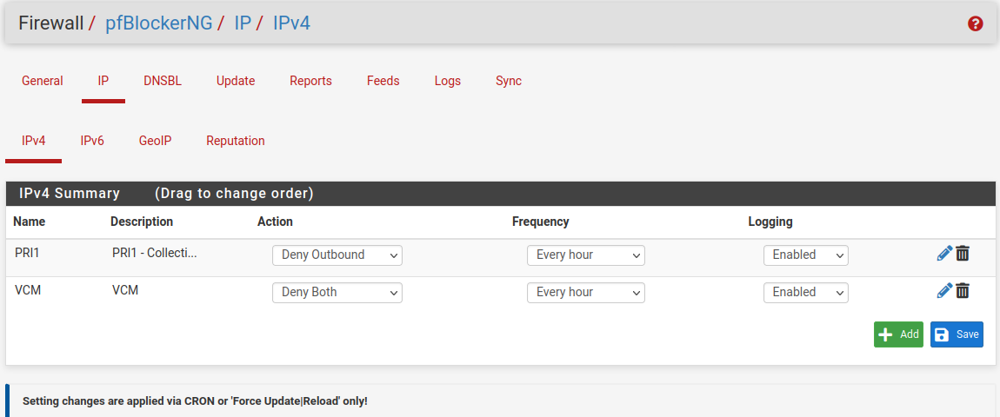 Firewall / pfBlockerNG / IP / IPv4
General IP DNSBL Update Reports Feeds Logs Sync
IPv4 IPv6 GeoIP Reputation
IPv4 Summary (Drag to change order)
Name Description Action Frequency Logging
PRI1 PRI1 - Collecti... Deny Outbound Every hour Enabled
VCM VCM Deny Both Every hour Enabled
Add Save
Setting changes are applied via CRON or 'Force Update|Reload' only!